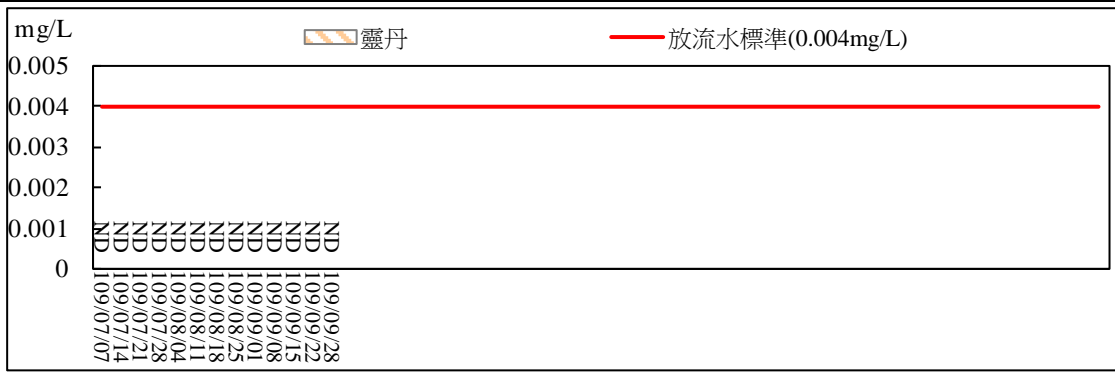 mg/L
靈丹
放流水標準(0.004mg/L)
0.005
0.004
0.003
0.002
0.001
0
ND
ND
ND
ND
ND
ND
ND
ND
ND
ND
ND
ND
ND
109/07/07
109/07/14
109/07/21
109/07/28
109/08/04
109/08/11
109/08/18
109/08/25
109/09/01
109/09/08
109/09/15
109/09/22
109/09/28